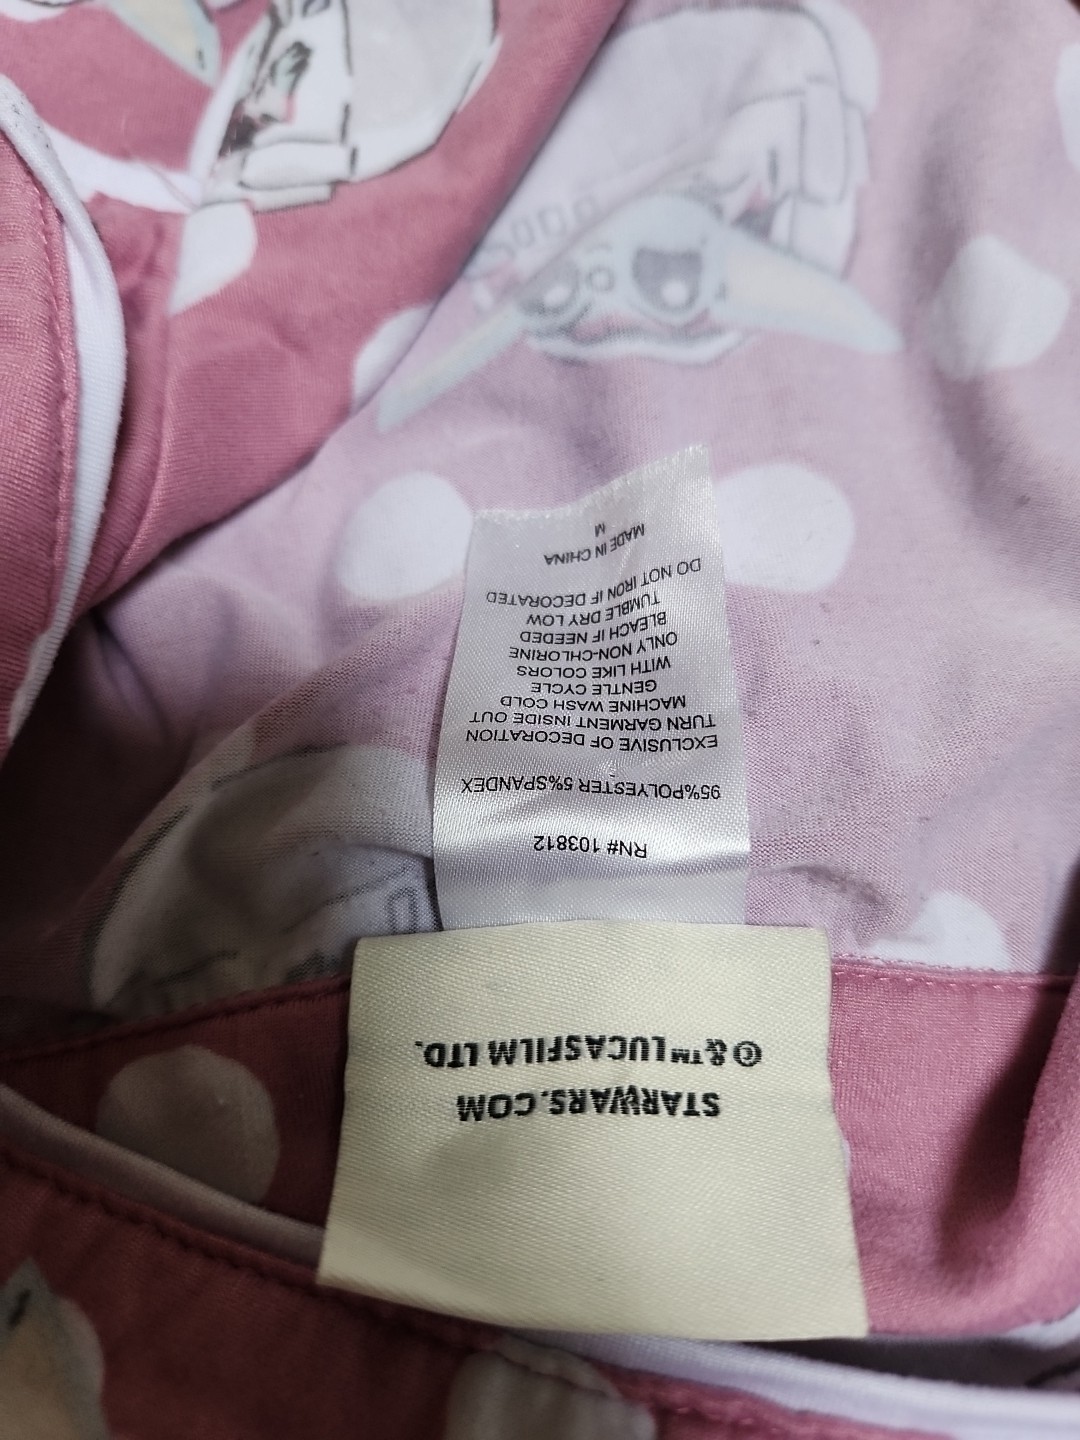 STARWARS.COM
©&™LUCASFILM LTD.
RN# 103812
95%POLYESTER 5%SPANDEX
EXCLUSIVE OF DECORATION
TURN GARMENT INSIDE OUT
MACHINE WASH COLD
GENTLE CYCLE
WITH LIKE COLORS
ONLY NON-CHLORINE
BLEACH IF NEEDED
TUMBLE DRY LOW
DO NOT IRON IF DECORATED
MADE IN CHINA
M